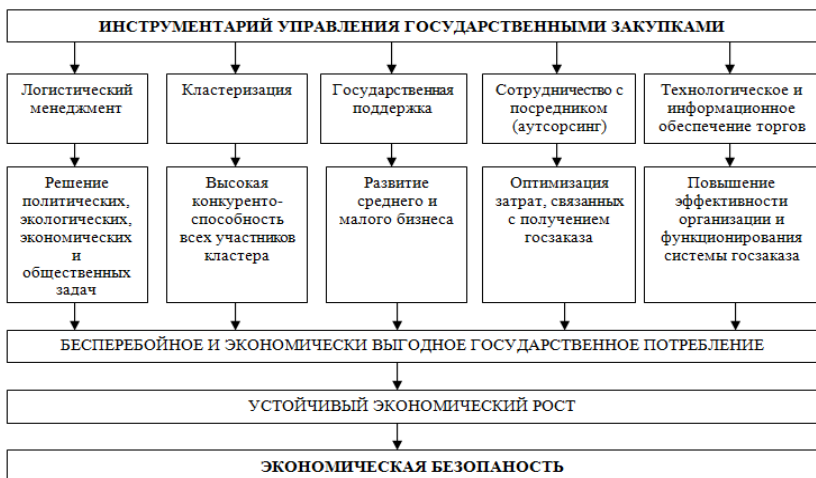 ИНСТРУМЕНТАРИЙ УПРАВЛЕНИЯ ГОСУДАРСТВЕННЫМИ ЗАКУПКАМИ
Логистический
менеджмент
Кластеризация
Государственная
поддержка
Сотрудничество с
посредником
(аутсорсинг)
Технологическое и
информационное
обеспечение торгов
Решение
политических,
экологических,
экономических
и
общественных
задач
Высокая
конкуренто-
способность
всех участников
кластера
Развитие
среднего и
малого бизнеса
Оптимизация
затрат, связанных
с получением
госзаказа
Повышение
эффективности
организации и
функционирования
системы госзаказа
БЕСПЕРЕБОЙНОЕ И ЭКОНОМИЧЕСКИ ВЫГОДНОЕ ГОСУДАРСТВЕННОЕ ПОТРЕБЛЕНИЕ
УСТОЙЧИВЫЙ ЭКОНОМИЧЕСКИЙ РОСТ
ЭКОНОМИЧЕСКАЯ БЕЗОПАНОСТЬ